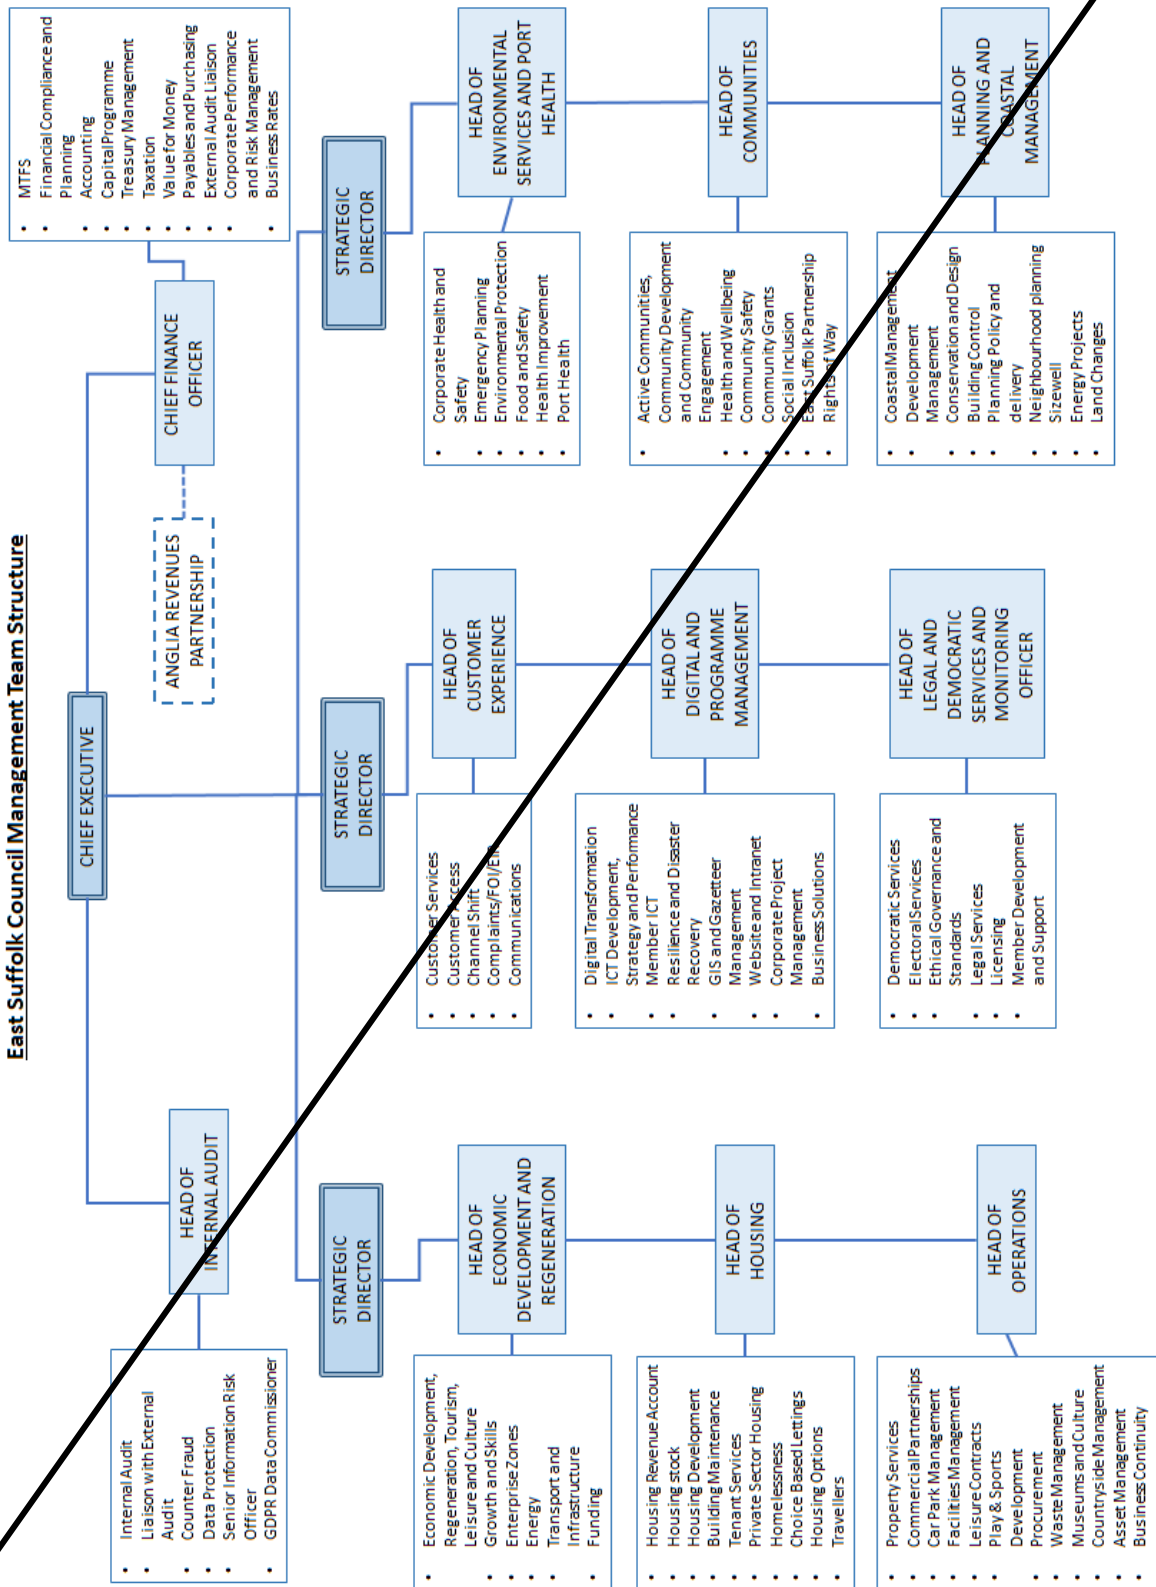 East Suffolk Council Management Team Structure
CHIEF EXECUTIVE
HEAD OF
INTERNAL AUDIT
• Internal Audit
• Liaison with External
Audit
• Counter Fraud
• Data Protection
• Senior Information Risk
Officer
• GDPR Data Commissioner
ANGLIA REVENUES
PARTNERSHIP
CHIEF FINANCE
OFFICER
• MTFS
• Financial Compliance and
Planning
• Accounting
• Capital Programme
• Treasury Management
• Taxation
• Value for Money
• Payables and Purchasing
• External Audit Liaison
• Corporate Performance
and Risk Management
• Business Rates
STRATEGIC
DIRECTOR
HEAD OF
ECONOMIC
DEVELOPMENT AND
REGENERATION
• Economic Development,
Regeneration, Tourism,
Leisure and Culture
• Growth and Skills
• Enterprise Zones
• Energy
• Transport and
Infrastructure
• Funding
HEAD OF
HOUSING
• Housing Revenue Account
• Housing stock
• Housing Development
• Building Maintenance
• Tenant Services
• Private Sector Housing
• Homelessness
• Choice Based Lettings
• Housing Options
• Travellers
HEAD OF
OPERATIONS
• Property Services
• Commercial Partnerships
• Car Park Management
• Facilities Management
• Leisure Contracts
• Play & Sports
Development
• Procurement
• Waste Management
• Museums and Culture
• Countryside Management
• Asset Management
• Business Continuity
STRATEGIC
DIRECTOR
HEAD OF
CUSTOMER
EXPERIENCE
• Customer Services
• Customer Access
• Channel Shift
• Complaints/FOI/EIR
• Communications
HEAD OF
DIGITAL AND
PROGRAMME
MANAGEMENT
• Digital Transformation
• ICT Development,
Strategy and Performance
• Member ICT
• Resilience and Disaster
Recovery
• GIS and Gazetteer
Management
• Website and Intranet
• Corporate Project
Management
• Business Solutions
HEAD OF
LEGAL AND
DEMOCRATIC
SERVICES AND
MONITORING
OFFICER
• Democratic Services
• Electoral Services
• Ethical Governance and
Standards
• Legal Services
• Licensing
• Member Development
and Support
STRATEGIC
DIRECTOR
HEAD OF
ENVIRONMENTAL
SERVICES AND PORT
HEALTH
• Corporate Health and
Safety
• Emergency Planning
• Environmental Protection
• Food and Safety
• Health Improvement
• Port Health
HEAD OF
COMMUNITIES
• Active Communities,
Community Development
and Community
Engagement
• Health and Wellbeing
• Community Safety
• Community Grants
• Social Inclusion
• East Suffolk Partnership
• Rights of Way
HEAD OF
PLANNING AND
COASTAL
MANAGEMENT
• Coastal Management
• Development
Management
• Conservation and Design
• Building Control
• Planning Policy and
delivery
• Neighbourhood planning
• Sizewell
• Energy Projects
• Land Changes